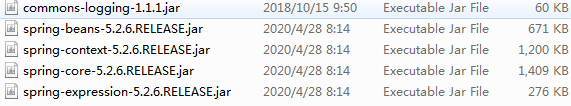 commons-logging-1.1.1.jar 2018/10/15 9:50 Executable Jar File 60 KB
spring-beans-5.2.6.RELEASE.jar 2020/4/28 8:14 Executable Jar File 671 KB
spring-context-5.2.6.RELEASE.jar 2020/4/28 8:14 Executable Jar File 1,200 KB
spring-core-5.2.6.RELEASE.jar 2020/4/28 8:14 Executable Jar File 1,409 KB
spring-expression-5.2.6.RELEASE.jar 2020/4/28 8:14 Executable Jar File 276 KB